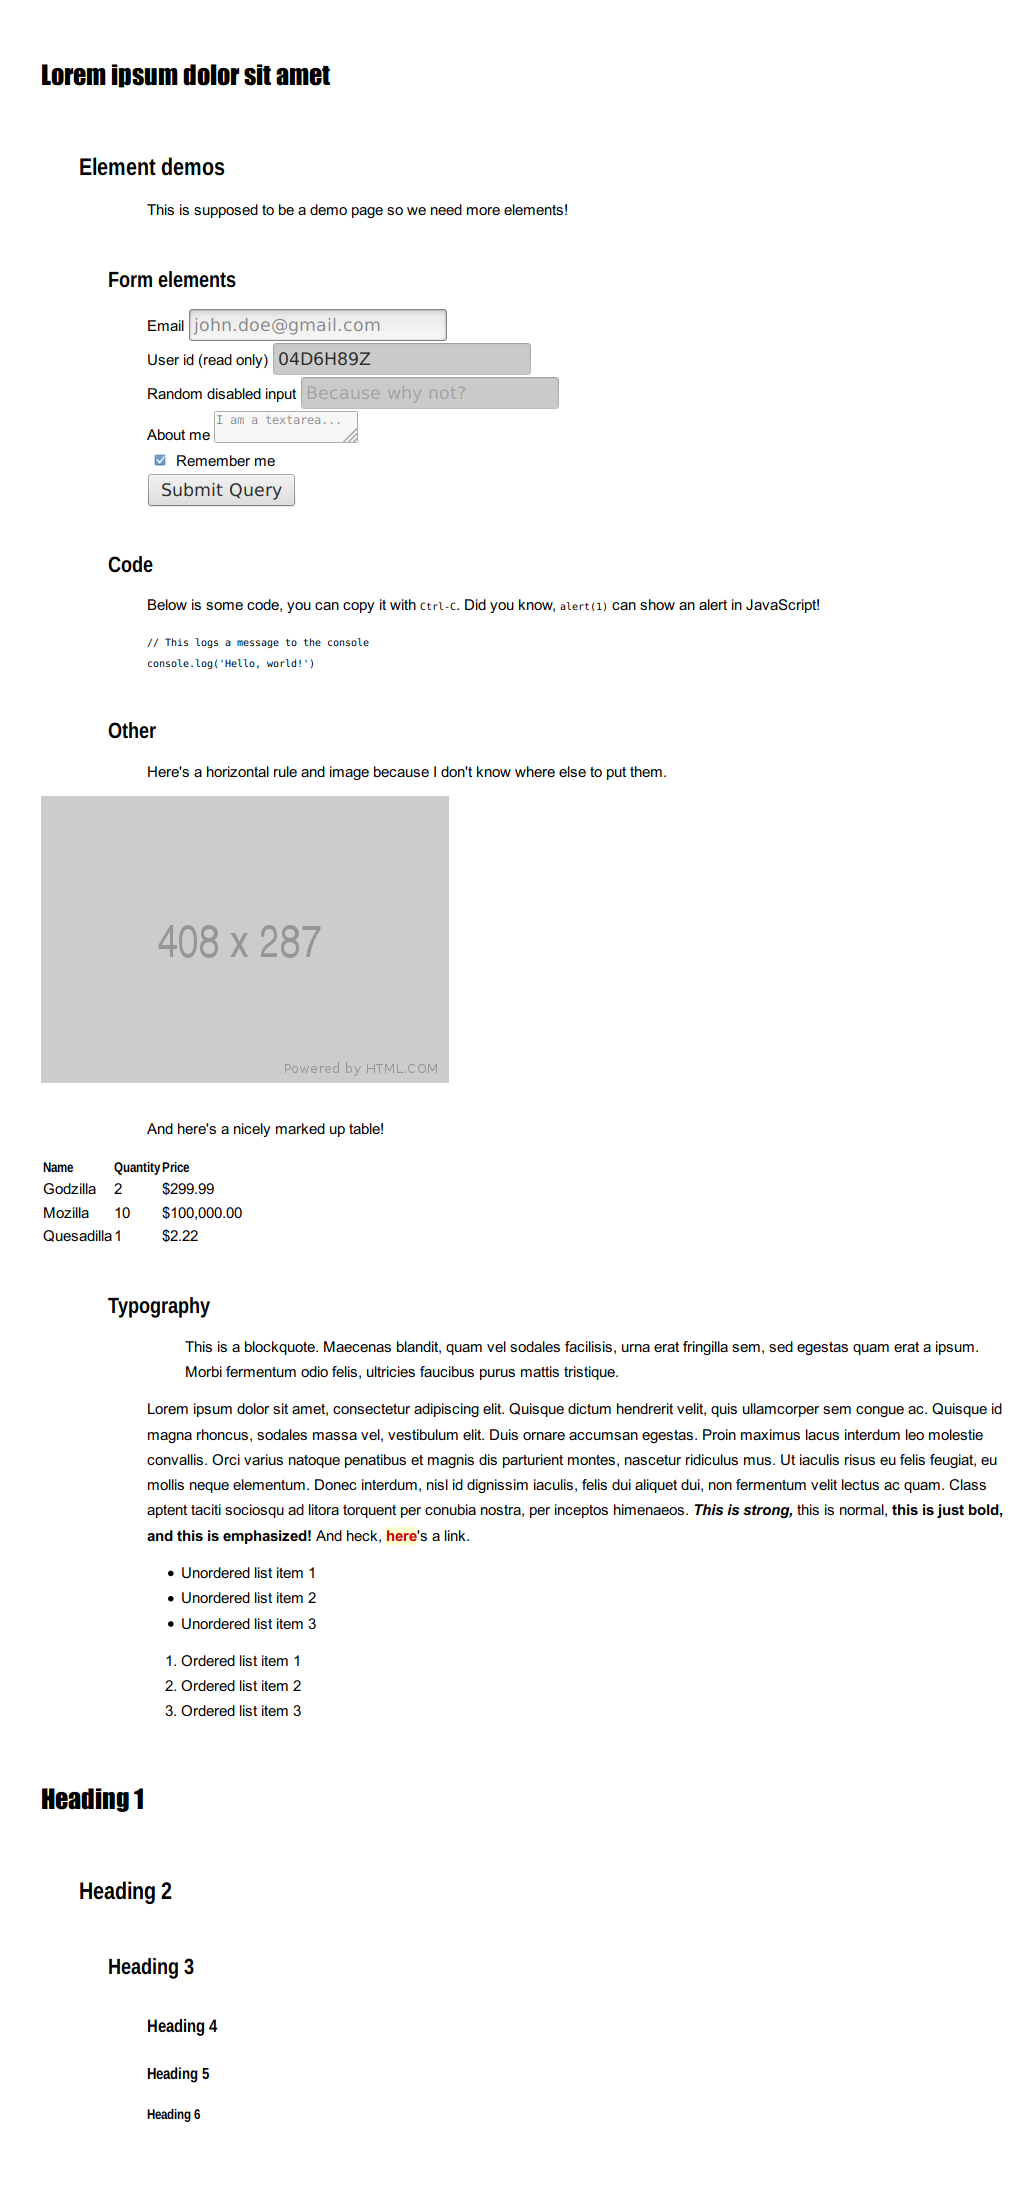 Lorem ipsum dolor sit amet
Element demos
This is supposed to be a demo page so we need more elements!
Form elements
Email john.doe@gmail.com
User id (read only) 04D6H89Z
Random disabled input Because why not?
About me I am a textarea...
Remember me
Submit Query
Code
Below is some code, you can copy it with Ctrl-C. Did you know, alert(1) can show an alert in JavaScript!
// This logs a message to the console
console.log('Hello, world!')
Other
Here's a horizontal rule and image because I don't know where else to put them.
408 x 287
Powered by HTML.COM
And here's a nicely marked up table!
Name Quantity Price
Godzilla 2 $299.99
Mozilla 10 $100,000.00
Quesadilla 1 $2.22
Typography
This is a blockquote. Maecenas blandit, quam vel sodales facilisis, urna erat fringilla sem, sed egestas quam erat a ipsum.
Morbi fermentum odio felis, ultricies faucibus purus mattis tristique.
Lorem ipsum dolor sit amet, consectetur adipiscing elit. Quisque dictum hendrerit velit, quis ullamcorper sem congue ac. Quisque id
magna rhoncus, sodales massa vel, vestibulum elit. Duis ornare accumsan egestas. Proin maximus lacus interdum leo molestie
convallis. Orci varius natoque penatibus et magnis dis parturient montes, nascetur ridiculus mus. Ut iaculis risus eu felis feugiat, eu
mollis neque elementum. Donec interdum, nisl id dignissim iaculis, felis dui aliquet dui, non fermentum velit lectus ac quam. Class
aptent taciti sociosqu ad litora torquent per conubia nostra, per inceptos himenaeos. This is strong, this is normal, this is just bold,
and this is emphasized! And heck, here's a link.
• Unordered list item 1
• Unordered list item 2
• Unordered list item 3
1. Ordered list item 1
2. Ordered list item 2
3. Ordered list item 3
Heading 1
Heading 2
Heading 3
Heading 4
Heading 5
Heading 6